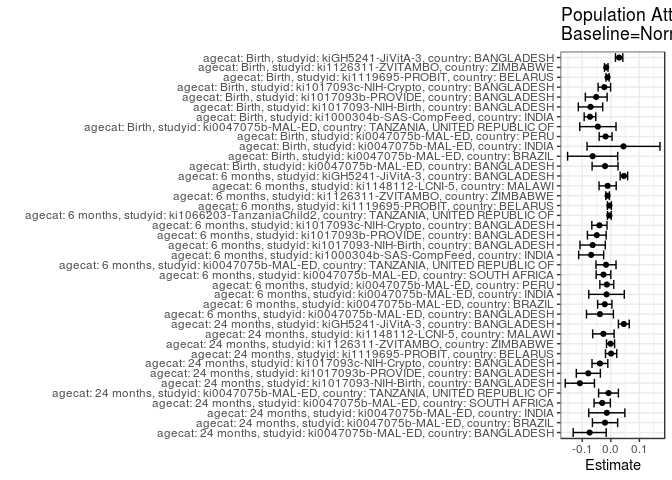 Population Att
Baseline=Norr
agecat: Birth, studyid: kiGH5241-JiVitA-3, country: BANGLADESH
agecat: Birth, studyid: ki1126311-ZVITAMBO, country: ZIMBABWE
agecat: Birth, studyid: ki1119695-PROBIT, country: BELARUS
agecat: Birth, studyid: ki1017093c-NIH-Crypto, country: BANGLADESH
agecat: Birth, studyid: ki1017093b-PROVIDE, country: BANGLADESH
agecat: Birth, studyid: ki1017093-NIH-Birth, country: BANGLADESH
agecat: Birth, studyid: ki1000304b-SAS-CompFeed, country: INDIA
agecat: Birth, studyid: ki0047075b-MAL-ED, country: TANZANIA, UNITED REPUBLIC OF
agecat: Birth, studyid: ki0047075b-MAL-ED, country: PERU
agecat: Birth, studyid: ki0047075b-MAL-ED, country: INDIA
agecat: Birth, studyid: ki0047075b-MAL-ED, country: BRAZIL
agecat: Birth, studyid: ki0047075b-MAL-ED, country: BANGLADESH
agecat: 6 months, studyid: kiGH5241-JiVitA-3, country: BANGLADESH
agecat: 6 months, studyid: ki1148112-LCNI-5, country: MALAWI
agecat: 6 months, studyid: ki1126311-ZVITAMBO, country: ZIMBABWE
agecat: 6 months, studyid: ki1119695-PROBIT, country: BELARUS
agecat: 6 months, studyid: ki1066203-TanzaniaChild2, country: TANZANIA, UNITED REPUBLIC OF
agecat: 6 months, studyid: ki1017093c-NIH-Crypto, country: BANGLADESH
agecat: 6 months, studyid: ki1017093b-PROVIDE, country: BANGLADESH
agecat: 6 months, studyid: ki1017093-NIH-Birth, country: BANGLADESH
agecat: 6 months, studyid: ki1000304b-SAS-CompFeed, country: INDIA
agecat: 6 months, studyid: ki0047075b-MAL-ED, country: TANZANIA, UNITED REPUBLIC OF
agecat: 6 months, studyid: ki0047075b-MAL-ED, country: SOUTH AFRICA
agecat: 6 months, studyid: ki0047075b-MAL-ED, country: PERU
agecat: 6 months, studyid: ki0047075b-MAL-ED, country: INDIA
agecat: 6 months, studyid: ki0047075b-MAL-ED, country: BRAZIL
agecat: 6 months, studyid: ki0047075b-MAL-ED, country: BANGLADESH
agecat: 24 months, studyid: kiGH5241-JiVitA-3, country: BANGLADESH
agecat: 24 months, studyid: ki1148112-LCNI-5, country: MALAWI
agecat: 24 months, studyid: ki1126311-ZVITAMBO, country: ZIMBABWE
agecat: 24 months, studyid: ki1119695-PROBIT, country: BELARUS
agecat: 24 months, studyid: ki1017093c-NIH-Crypto, country: BANGLADESH
agecat: 24 months, studyid: ki1017093b-PROVIDE, country: BANGLADESH
agecat: 24 months, studyid: ki1017093-NIH-Birth, country: BANGLADESH
agecat: 24 months, studyid: ki0047075b-MAL-ED, country: TANZANIA, UNITED REPUBLIC OF
agecat: 24 months, studyid: ki0047075b-MAL-ED, country: SOUTH AFRICA
agecat: 24 months, studyid: ki0047075b-MAL-ED, country: INDIA
agecat: 24 months, studyid: ki0047075b-MAL-ED, country: BRAZIL
agecat: 24 months, studyid: ki0047075b-MAL-ED, country: BANGLADESH
-0.1 0.0 0.1
Estimate